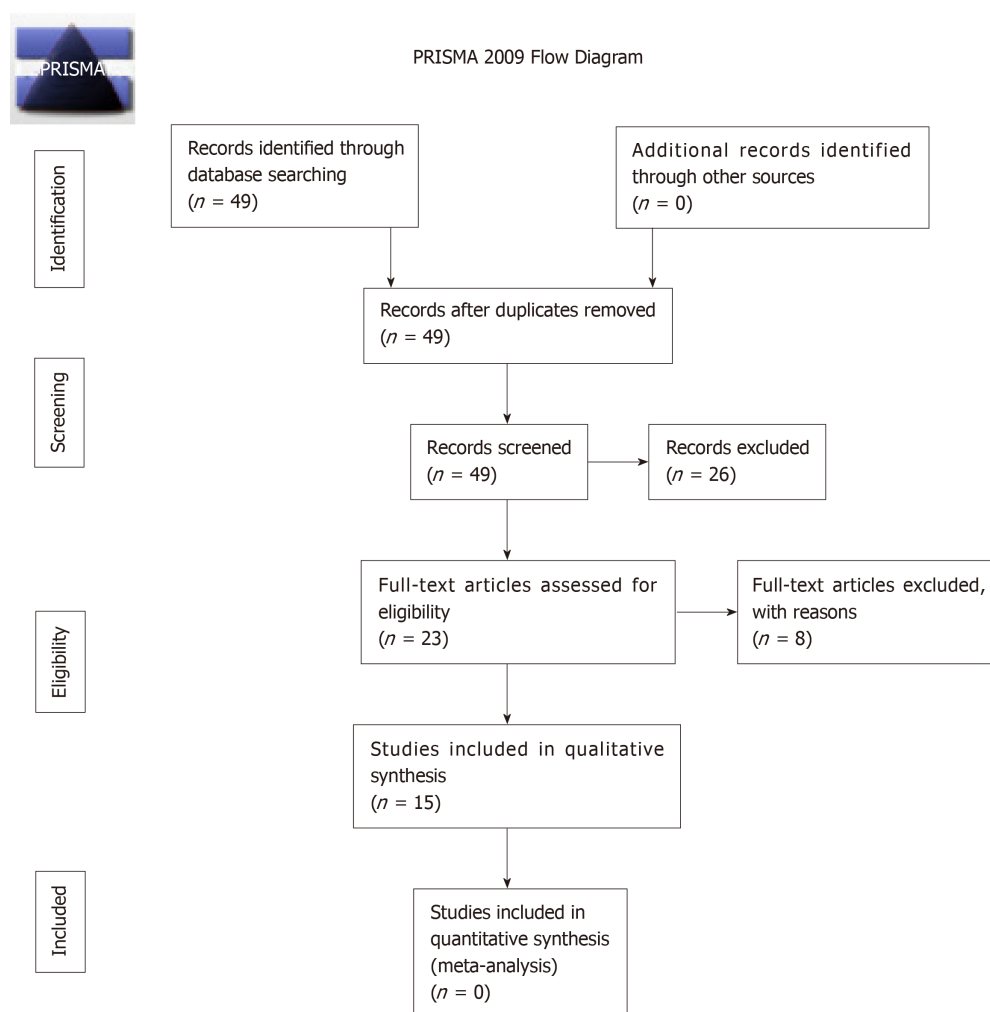 PRISMA
PRISMA 2009 Flow Diagram
Identification
Records identified through
database searching
(n = 49)
Additional records identified
through other sources
(n = 0)
Records after duplicates removed
(n = 49)
Screening
Records screened
(n = 49)
Records excluded
(n = 26)
Eligibility
Full-text articles assessed for
eligibility
(n = 23)
Full-text articles excluded,
with reasons
(n = 8)
Studies included in qualitative
synthesis
(n = 15)
Included
Studies included in
quantitative synthesis
(meta-analysis)
(n = 0)